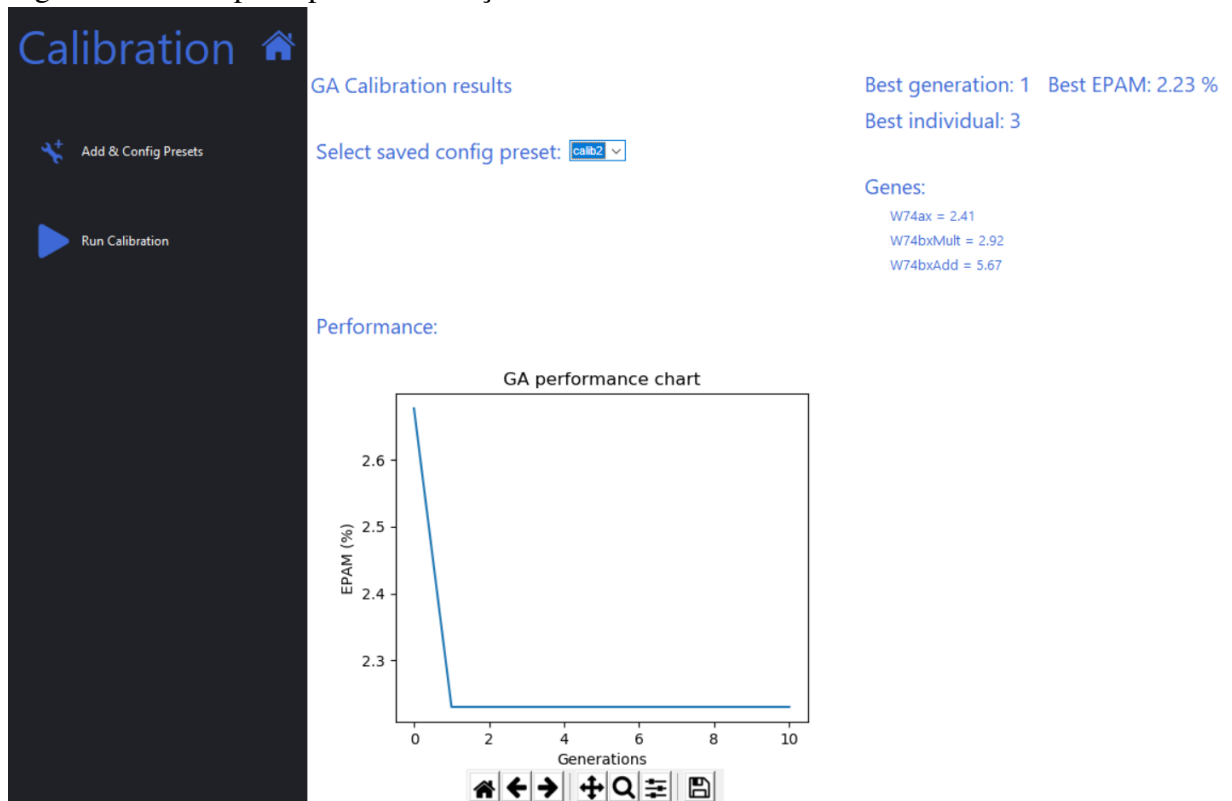 Calibration
Add & Config Presets
Run Calibration
GA Calibration results
Select saved config preset: calib2
Best generation: 1 Best EPAM: 2.23 %
Best individual: 3
Genes:
W74ax = 2.41
W74bxMult = 2.92
W74bxAdd = 5.67
Performance:
GA performance chart
EPAM (%)
2.6
2.5
2.4
2.3
0 2 4 6 8 10
Generations